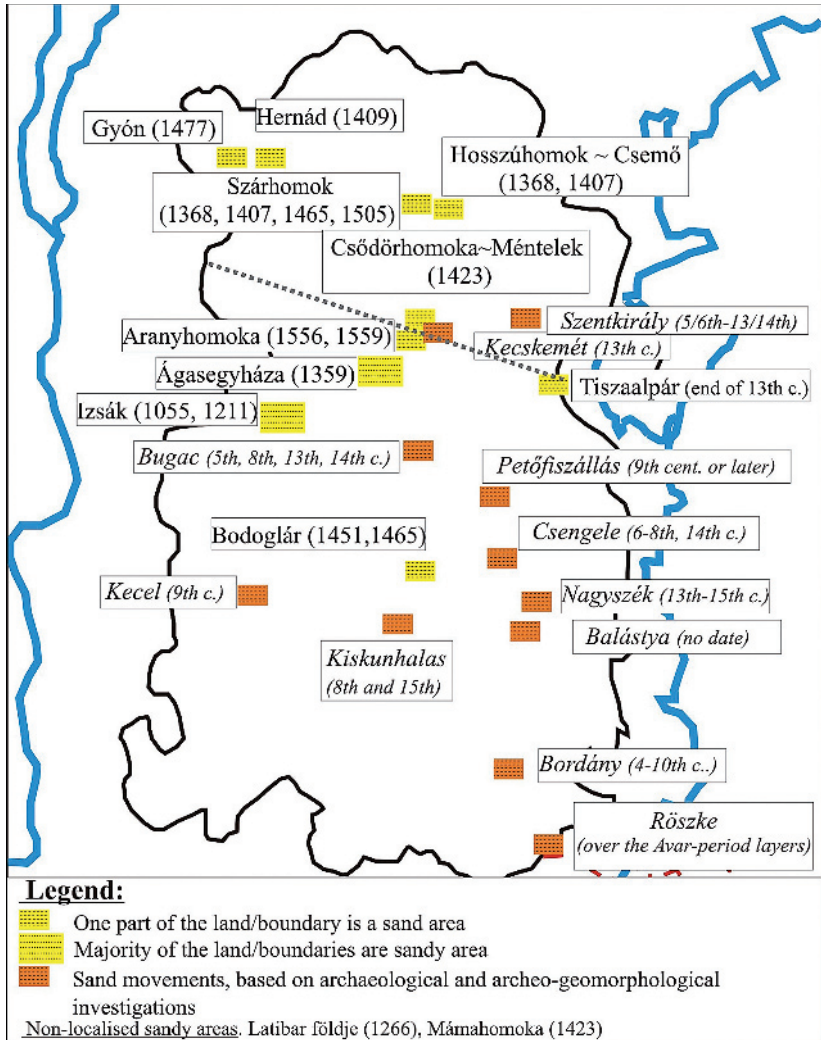 Gyón (1477)
Hernád (1409)
Hosszúhomok ~ Csemő
(1368, 1407)
Szárhomok
(1368, 1407, 1465, 1505)
Csődörhomoka~Méntelek
(1423)
Szentkirály (5/6th-13/14th)
Aranyhomoka (1556, 1559)
Kecskemét (13th c.)
Ágasegyháza (1359)
Tiszaalpár (end of 13th c.)
Izsák (1055, 1211)
Bugac (5th, 8th, 13th, 14th c.)
Petőfiszállás (9th cent. or later)
Bodoglár (1451,1465)
Csengele (6-8th, 14th c.)
Kecel (9th c.)
Nagyszék (13th-15th c.)
Balástya (no date)
Kiskunhalas
(8th and 15th)
Bordány (4-10th c..)
Röszke
(over the Avar-period layers)
Legend:
One part of the land/boundary is a sand area
Majority of the land/boundaries are sandy area
Sand movements, based on archaeological and archeo-geomorphological
investigations
Non-localised sandy areas. Latibar földje (1266), Mámahomoka (1423)